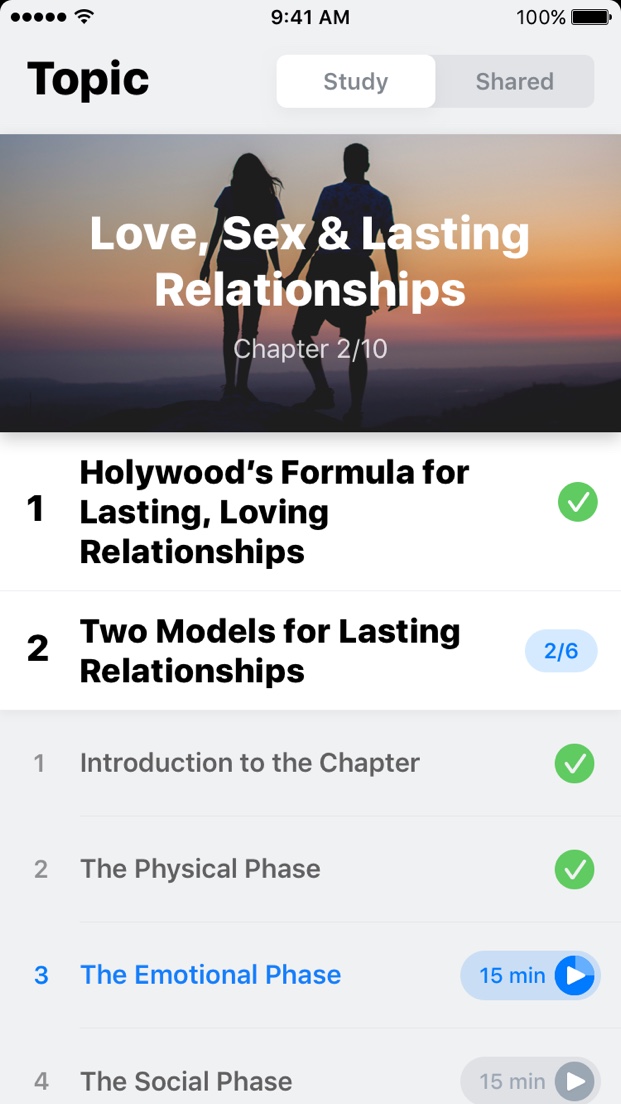 9:41 AM 100%
Topic Study Shared
Love, Sex & Lasting
Relationships
Chapter 2/10
1 Holywood’s Formula for
Lasting, Loving
Relationships
2 Two Models for Lasting
Relationships 2/6
1 Introduction to the Chapter
2 The Physical Phase
3 The Emotional Phase 15 min
4 The Social Phase 15 min